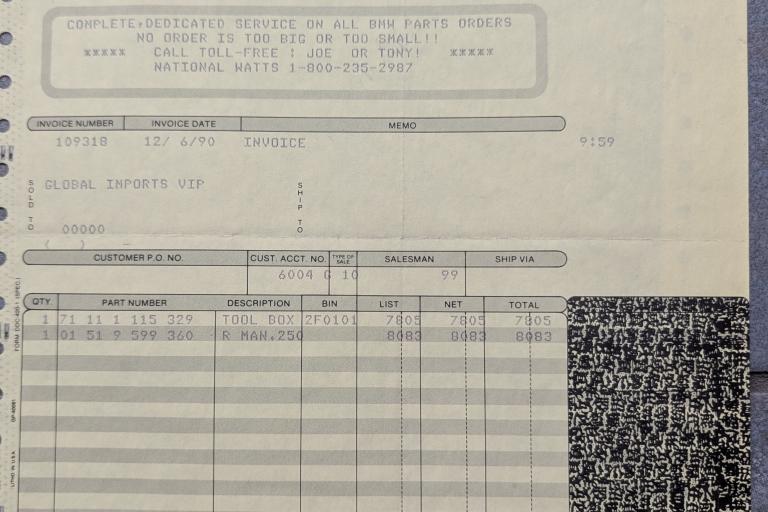 COMPLETE, DEDICATED SERVICE ON ALL BMW PARTS ORDERS
NO ORDER IS TOO BIG OR TOO SMALL!!
***** CALL TOLL-FREE : JOE OR TONY! *****
NATIONAL WATTS 1-800-235-2987
INVOICE NUMBER INVOICE DATE MEMO
109318 12/ 6/90 INVOICE 9:59
SOLD TO GLOBAL IMPORTS VIP SHIP TO
00000
( ) -
CUSTOMER P.O. NO. CUST. ACCT. NO. TYPE OF SALE SALESMAN SHIP VIA
6004 G 10 99
QTY. PART NUMBER DESCRIPTION BIN LIST NET TOTAL
1 71 11 1 115 329 TOOL BOX 2F0101 7805 7805 7805
1 01 51 9 599 360 R MAN.250 8083 8083 8083
LITHO IN U.S.A.